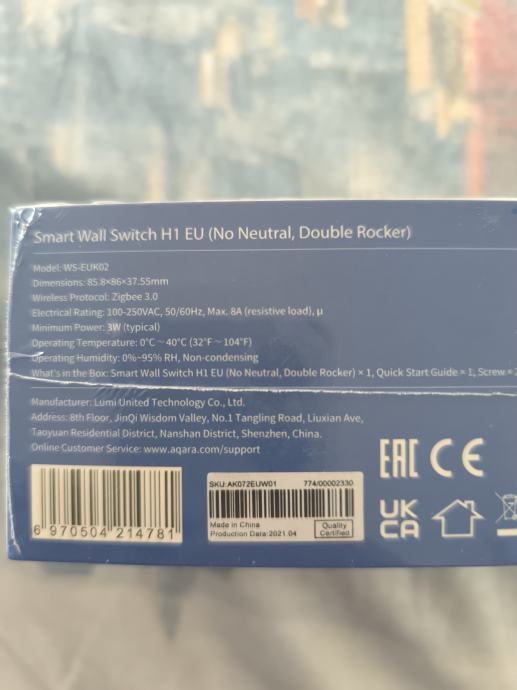 Smart Wall Switch H1 EU (No Neutral, Double Rocker)
Model: WS-EUK02
Dimensions: 85.8×86×37.55mm
Wireless Protocol: Zigbee 3.0
Electrical Rating: 100-250VAC, 50/60Hz, Max. 8A (resistive load), μ
Minimum Power: 3W (typical)
Operating Temperature: 0°C ~ 40°C (32°F ~ 104°F)
Operating Humidity: 0%~95% RH, Non-condensing
What's in the Box: Smart Wall Switch H1 EU (No Neutral, Double Rocker) × 1, Quick Start Guide × 1, Screw × 2
Manufacturer: Lumi United Technology Co., Ltd.
Address: 8th Floor, JinQi Wisdom Valley, No.1 Tangling Road, Liuxian Ave,
Taoyuan Residential District, Nanshan District, Shenzhen, China.
Online Customer Service: www.aqara.com/support
EAC CE
SKU:AK072EUW01 774/00002330
UK
CA
Made in China
Production Data:2021.04
Quality
Certified
6 970504 214781